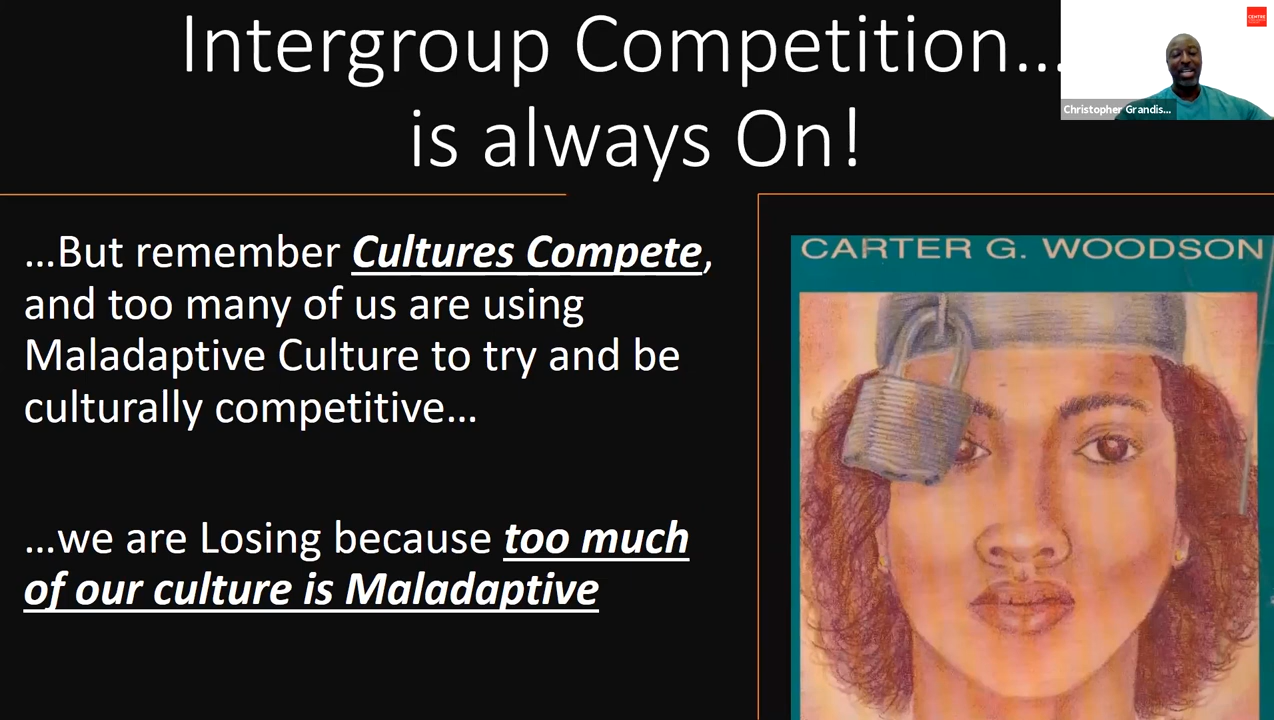 Intergroup Competition...
is always On!
CENTRE
Christopher Grandis...
...But remember Cultures Compete,
and too many of us are using
Maladaptive Culture to try and be
culturally competitive...
...we are Losing because too much
of our culture is Maladaptive
CARTER G. WOODSON